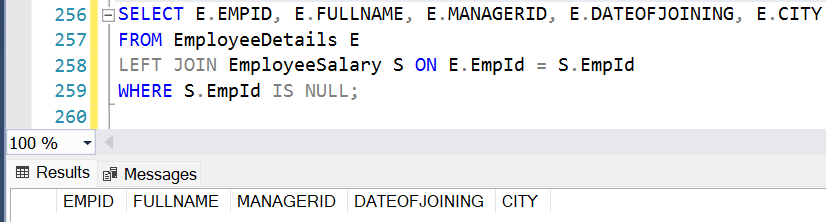 256 SELECT E.EMPID, E.FULLNAME, E.MANAGERID, E.DATEOFJOINING, E.CITY
257 FROM EmployeeDetails E
258 LEFT JOIN EmployeeSalary S ON E.EmpId = S.EmpId
259 WHERE S.EmpId IS NULL;
260
100 %
Results Messages
EMPID FULLNAME MANAGERID DATEOFJOINING CITY